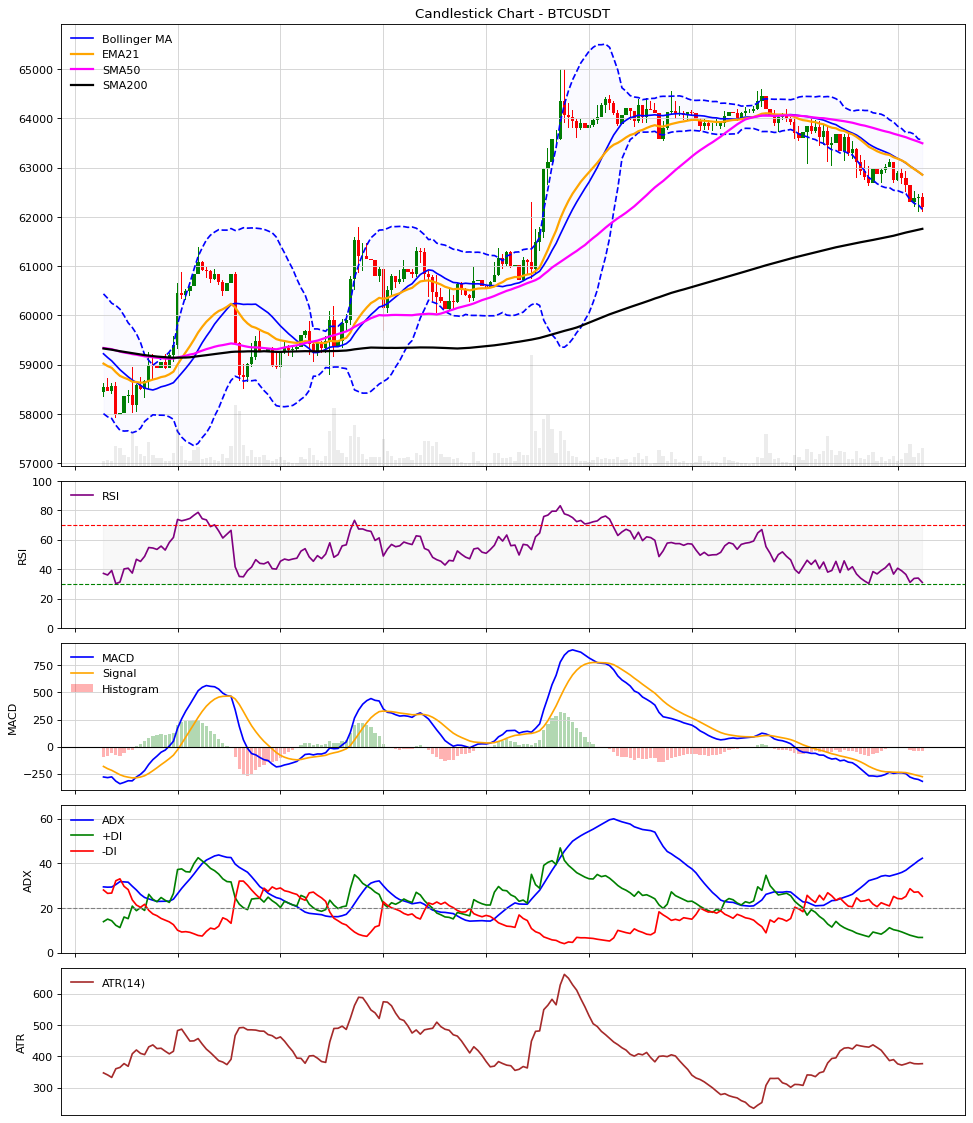 Candlestick Chart - BTCUSDT
Bollinger MA
EMA21
SMA50
SMA200
65000
64000
63000
62000
61000
60000
59000
58000
57000
RSI
RSI
100
80
60
40
20
0
MACD
Signal
Histogram
MACD
750
500
250
0
−250
ADX
+DI
-DI
ADX
60
40
20
0
ATR(14)
ATR
600
500
400
300